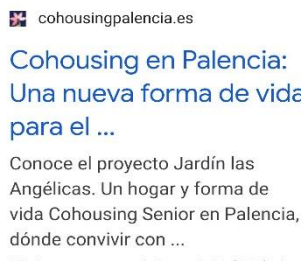 cohousingpalencia.es
Cohousing en Palencia:
Una nueva forma de vida
para el ...
Conoce el proyecto Jardín las
Angélicas. Un hogar y forma de
vida Cohousing Senior en Palencia,
dónde convivir con ...